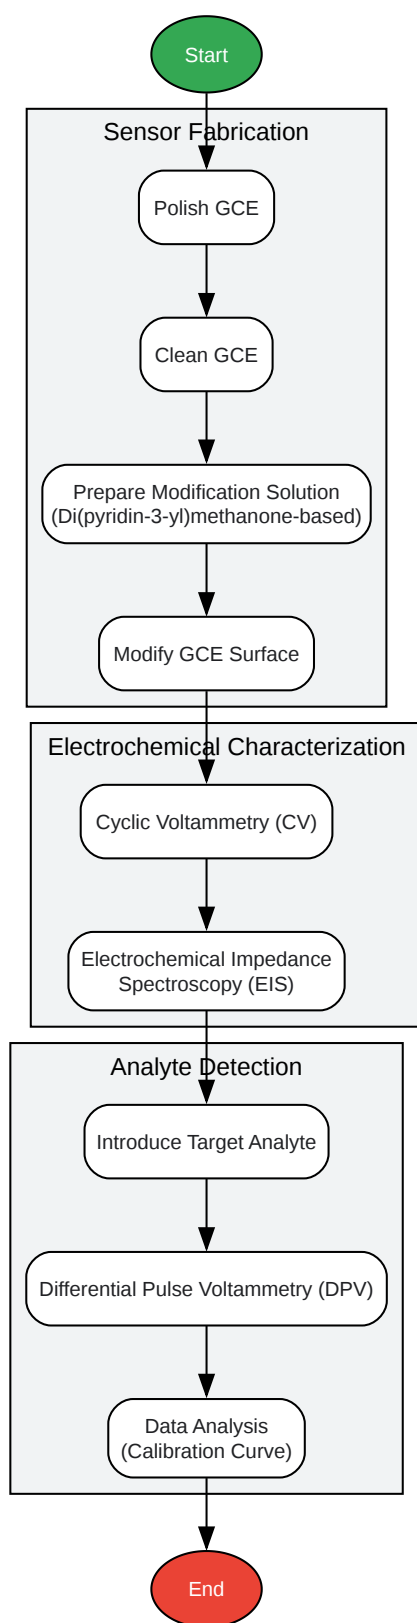 Start
Sensor Fabrication
Polish GCE
Clean GCE
Prepare Modification Solution
(Di(pyridin-3-yl)methanone-based)
Modify GCE Surface
Electrochemical Characterization
Cyclic Voltammetry (CV)
Electrochemical Impedance
Spectroscopy (EIS)
Analyte Detection
Introduce Target Analyte
Differential Pulse Voltammetry (DPV)
Data Analysis
(Calibration Curve)
End